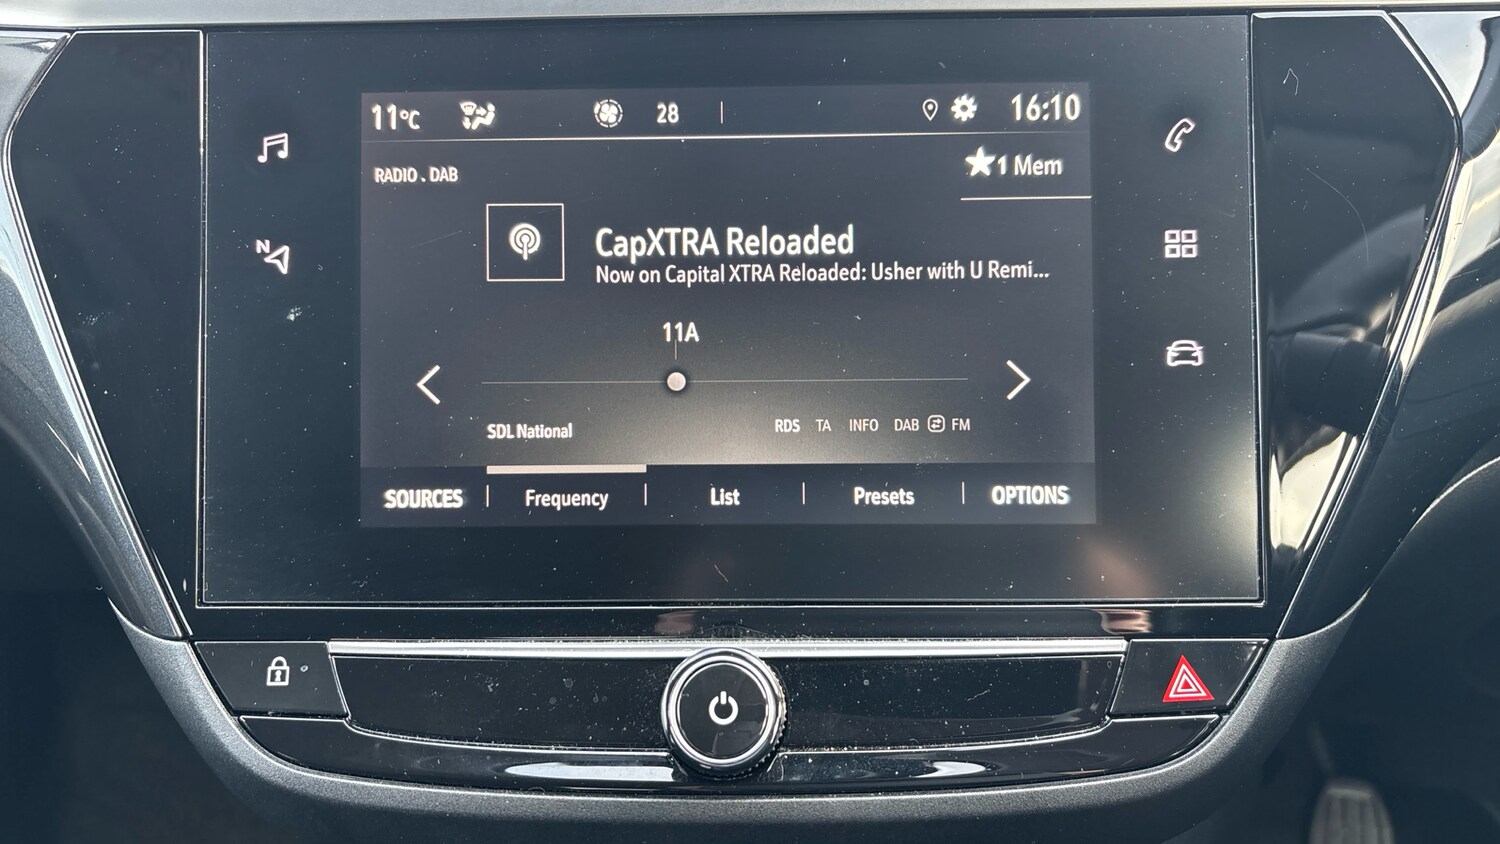 11°C 28 16:10
RADIO . DAB
1 Mem
CapXTRA Reloaded
Now on Capital XTRA Reloaded: Usher with U Remi...
11A
SDL National
RDS TA INFO DAB FM
SOURCES Frequency List Presets OPTIONS
N